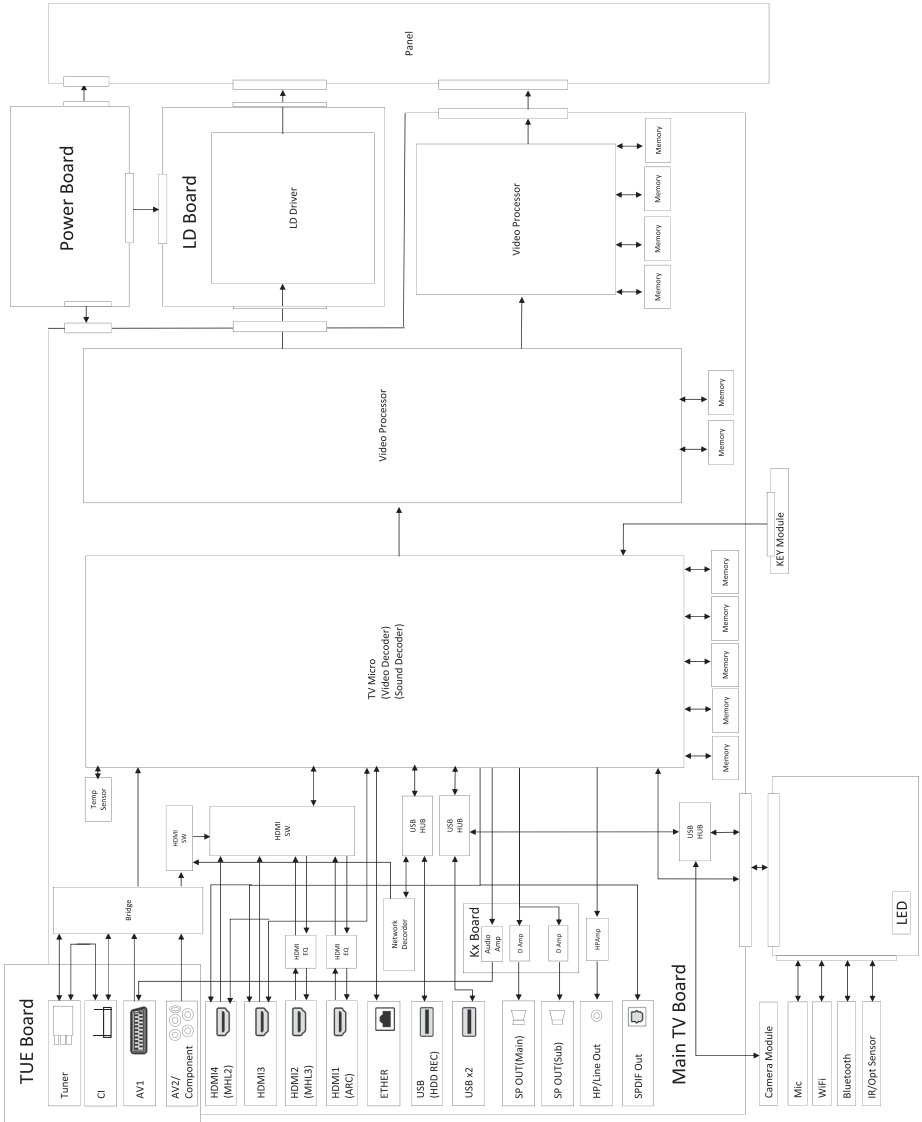 Panel
Power Board
LD Board
LD Driver
Video Processor
Memory
Memory
Memory
Memory
Video Processor
Memory
Memory
KEY Module
TV Micro
(Video Decoder)
(Sound Decoder)
Memory
Memory
Memory
Memory
Memory
Temp
Sensor
HDMI
SW
HDMI
SW
USB
HUB
USB
HUB
USB
HUB
Bridge
Network
Decorder
HDMI
EQ
HDMI
EQ
Kx Board
Audio
Amp
D Amp
D Amp
HPAmp
LED
TUE Board
Tuner
CI
AV1
AV2/
Component
HDMI4
(MHL2)
HDMI3
HDMI2
(MHL3)
HDMI1
(ARC)
ETHER
USB
(HDD REC)
USB x2
SP OUT(Main)
SP OUT(Sub)
HP/Line Out
SPDIF Out
Main TV Board
Camera Module
Mic
WiFi
Bluetooth
IR/Opt Sensor